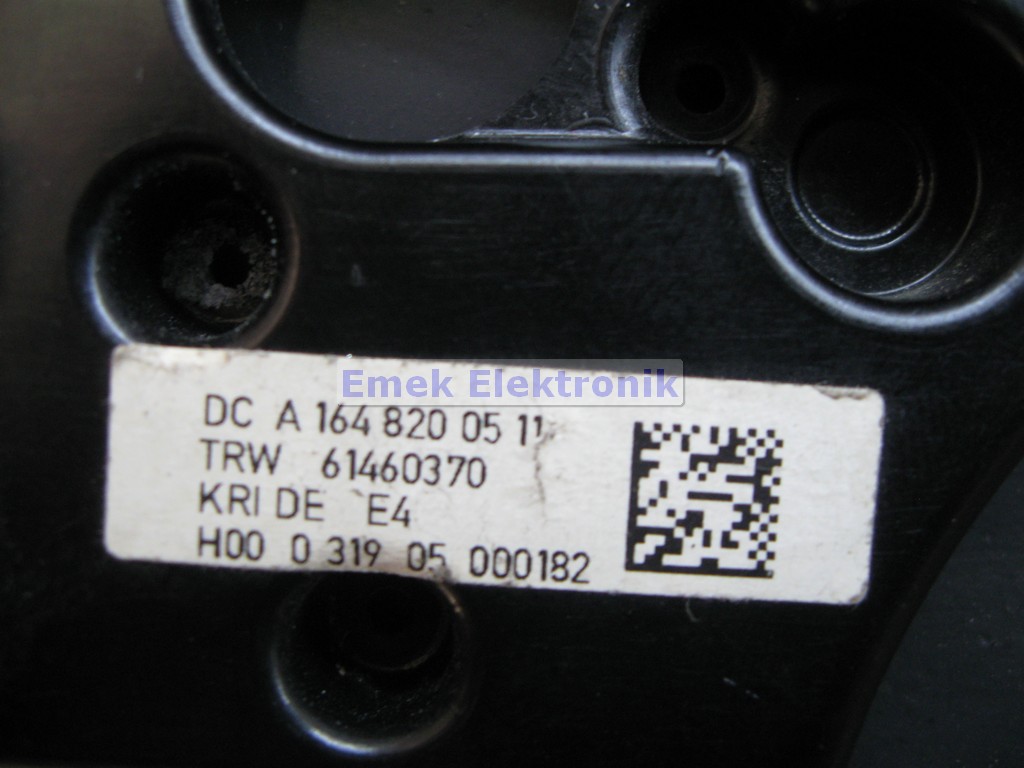 Emek Elektronik
DC A 164 820 05 11
TRW 61460370
KRI DE E4
H00 0 319 05 000182